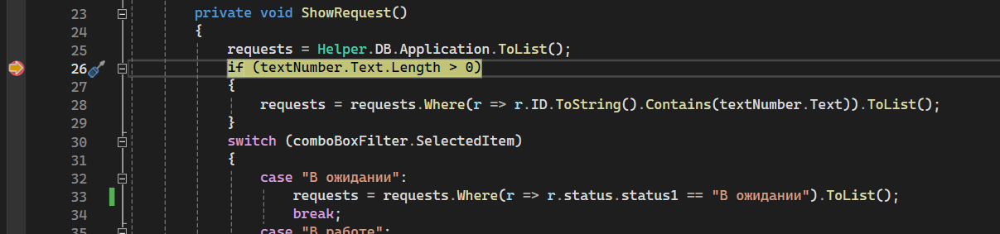 23 private void ShowRequest()
24 {
25 requests = Helper.DB.Application.ToList();
26 if (textNumber.Text.Length > 0)
27 {
28 requests = requests.Where(r => r.ID.ToString().Contains(textNumber.Text)).ToList();
29 }
30 switch (comboBoxFilter.SelectedItem)
31 {
32 case "В ожидании":
33 requests = requests.Where(r => r.status.status1 == "В ожидании").ToList();
34 break;
35 case "В работе":